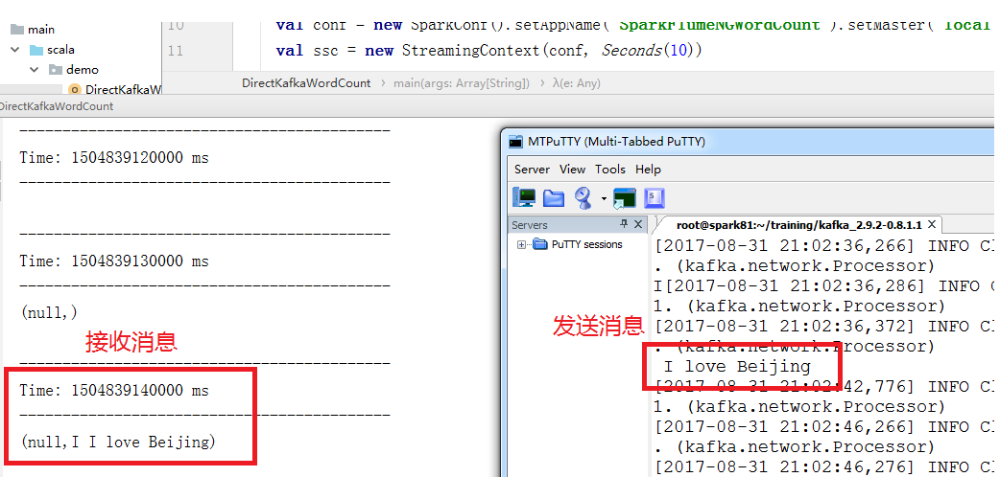 main
scala
demo
DirectKafkaW
10
val conf = new SparkConf().setAppName("SparkFlumeNGWordCount").setMaster("local
11
val ssc = new StreamingContext(conf, Seconds(10))
DirectKafkaWordCount › main(args: Array[String]) › λ(e: Any)
DirectKafkaWordCount
-------------------------------------------
Time: 1504839120000 ms
-------------------------------------------
-------------------------------------------
Time: 1504839130000 ms
-------------------------------------------
(null,)
接收消息
-------------------------------------------
Time: 1504839140000 ms
-------------------------------------------
(null,I I love Beijing)
MTPuTTY (Multi-Tabbed PuTTY)
Server View Tools Help
Servers
PuTTY sessions
root@spark81:~/training/kafka_2.9.2-0.8.1.1
[2017-08-31 21:02:36,266] INFO Cl
. (kafka.network.Processor)
I[2017-08-31 21:02:36,286] INFO C
1. (kafka.network.Processor)
发送消息
[2017-08-31 21:02:36,372] INFO Cl
. (kafka.network.Processor)
I love Beijing
[2017-08-31 21:02:42,776] INFO Cl
1. (kafka.network.Processor)
[2017-08-31 21:02:46,266] INFO Cl
. (kafka.network.Processor)
[2017-08-31 21:02:46,276] INFO Cl